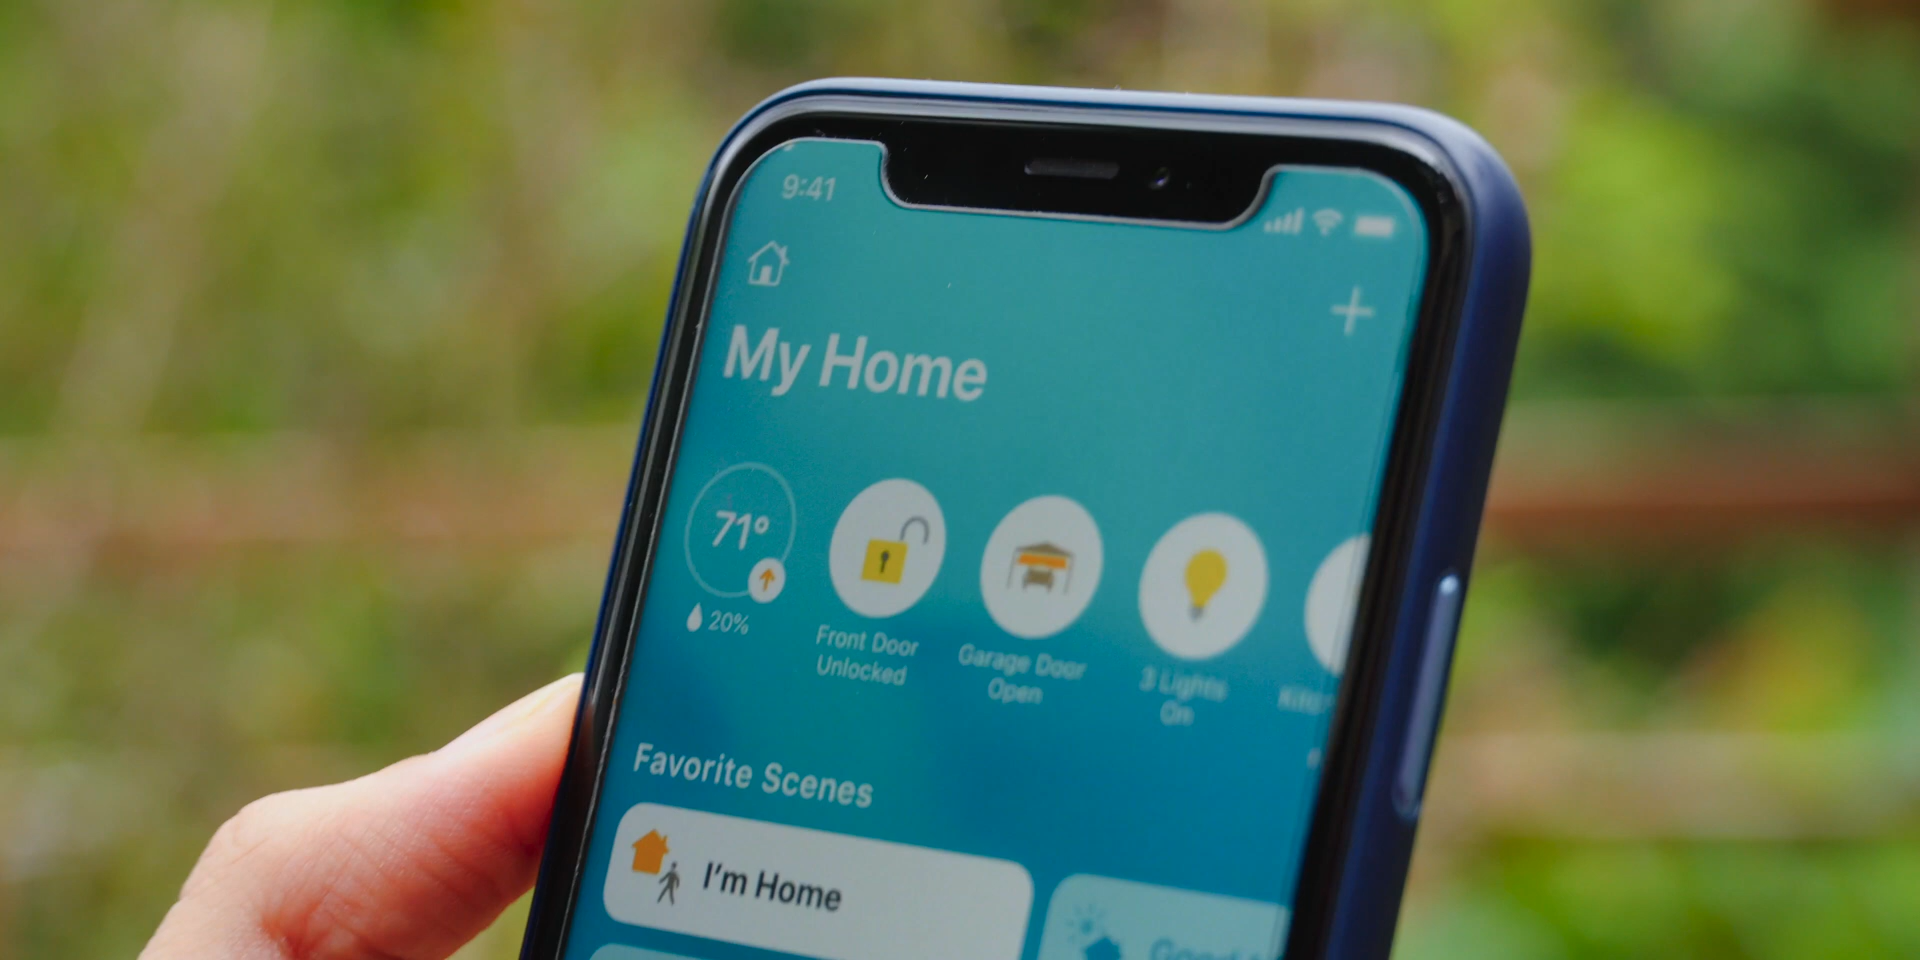 9:41
My Home
71°
20%
Front Door
Unlocked
Garage Door
Open
3 Lights
On
Favorite Scenes
I'm Home